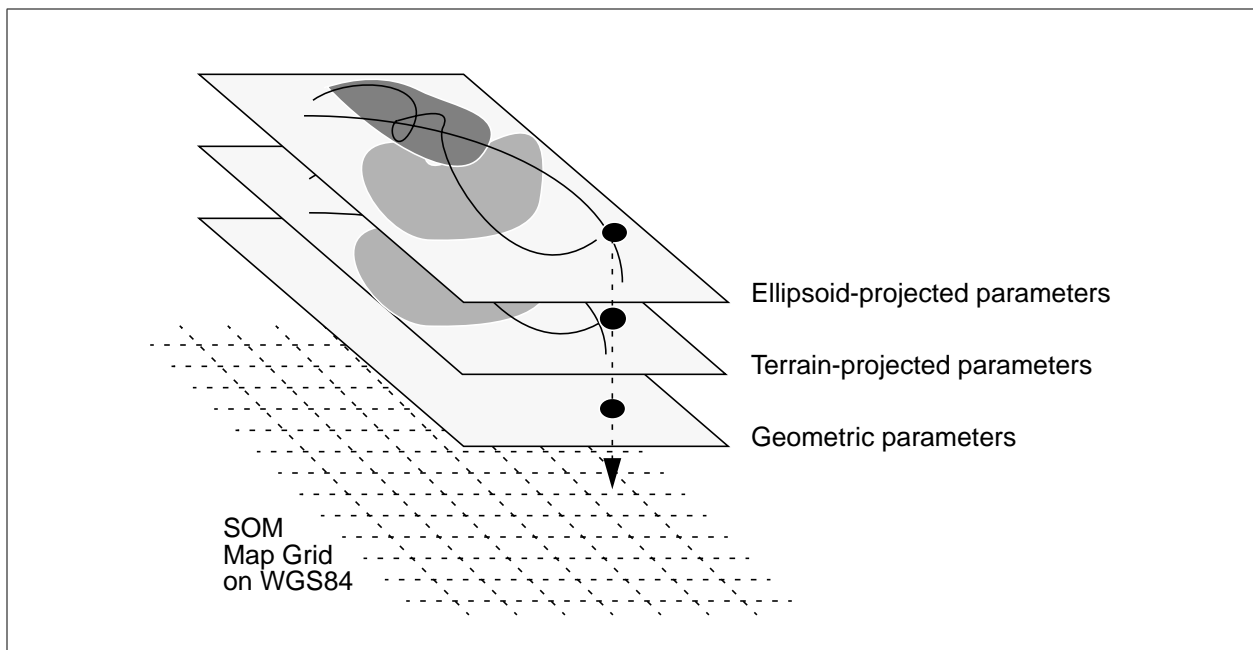 Ellipsoid-projected parameters
Terrain-projected parameters
Geometric parameters
SOM
Map Grid
on WGS84